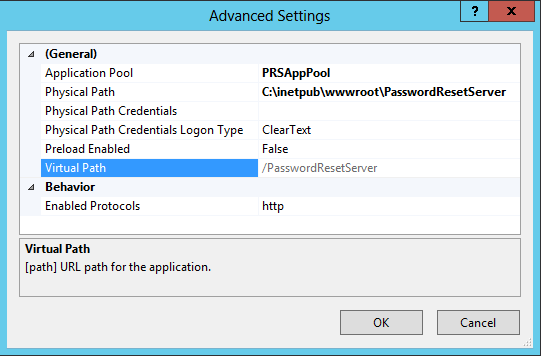 Advanced Settings
?
x
(General)
Application Pool PRSAppPool
Physical Path C:\inetpub\wwwroot\PasswordResetServer
Physical Path Credentials
Physical Path Credentials Logon Type ClearText
Preload Enabled False
Virtual Path /PasswordResetServer
Behavior
Enabled Protocols http
Virtual Path
[path] URL path for the application.
OK Cancel